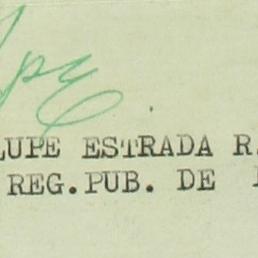 LUPE ESTRADA R.
REG.PUB. DE